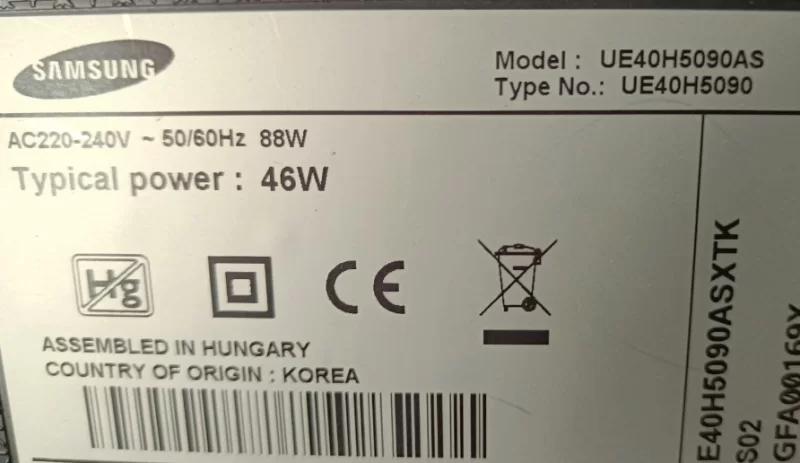 SAMSUNG
Model : UE40H5090AS
Type No.: UE40H5090
AC220-240V ~ 50/60Hz 88W
Typical power : 46W
Hg
CE
ASSEMBLED IN HUNGARY
COUNTRY OF ORIGIN : KOREA
E40H5090ASXTK
S02
GFA00169Y